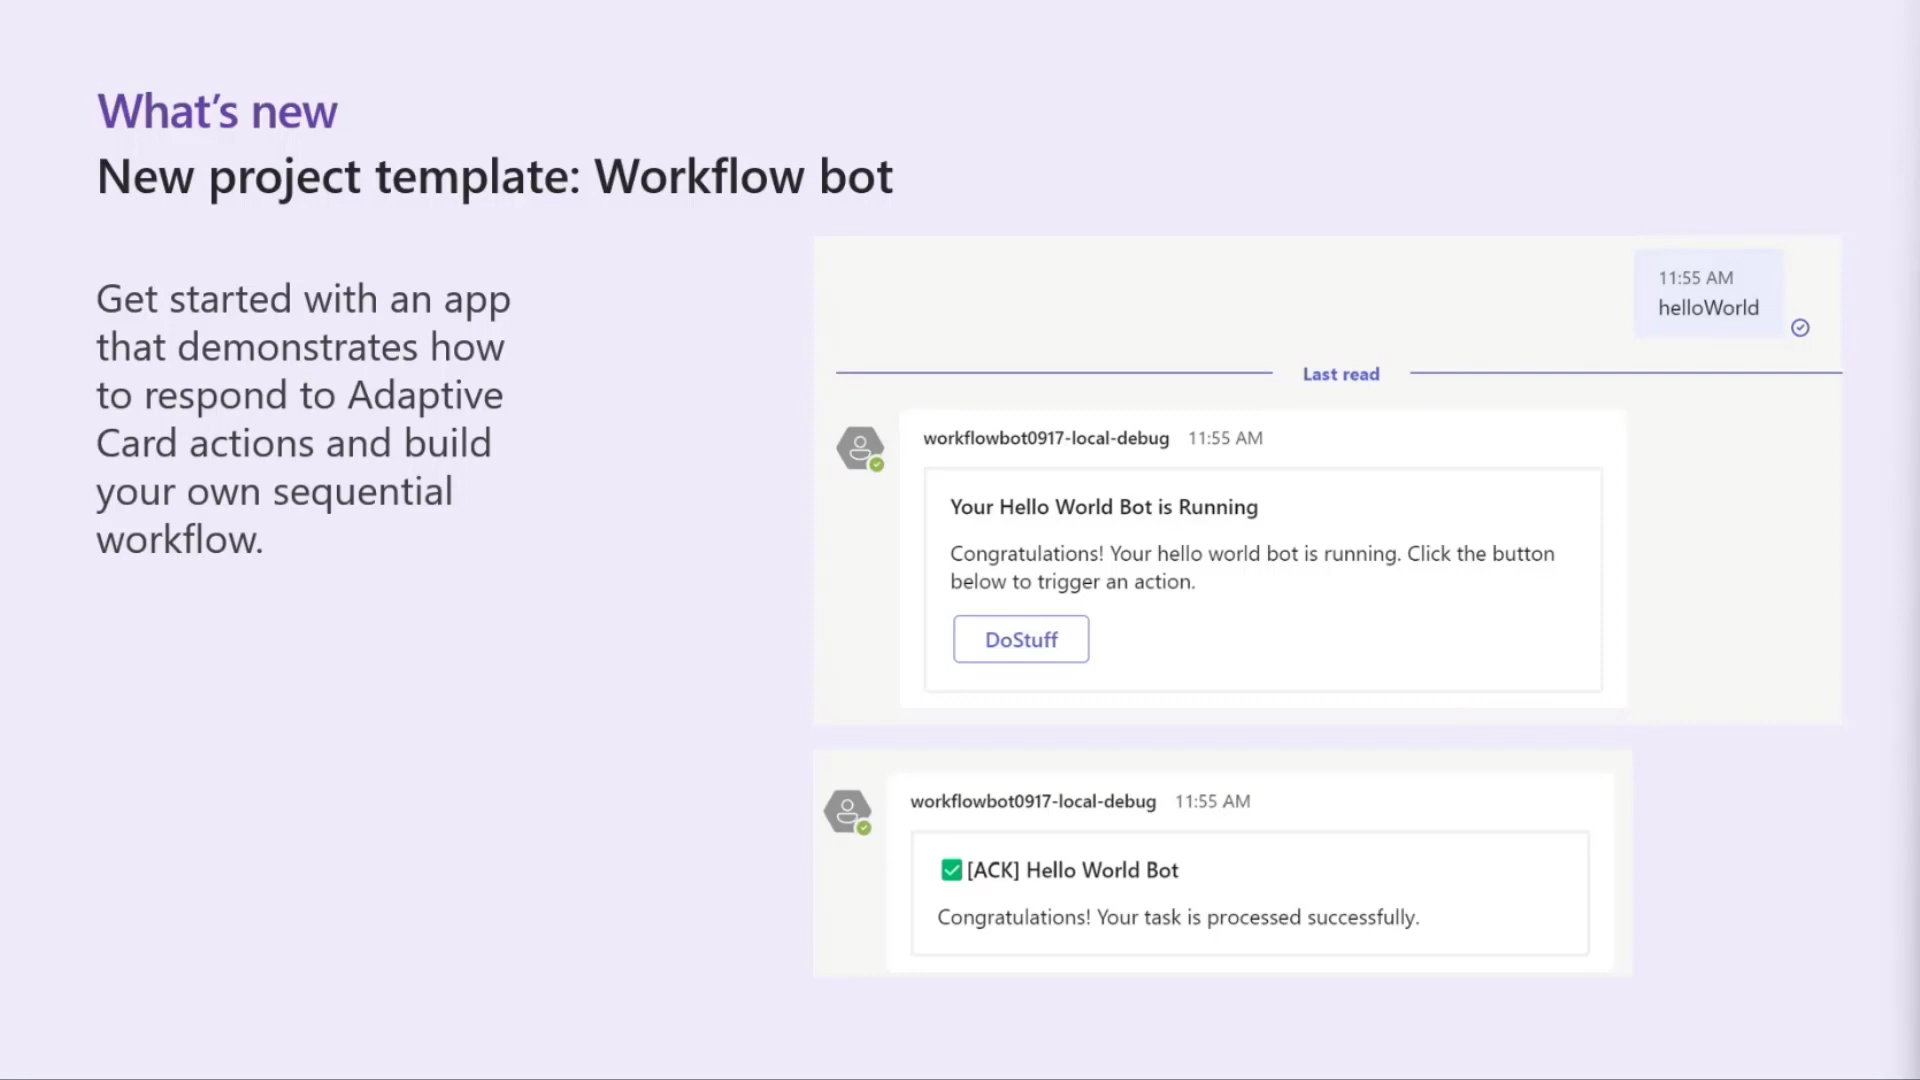 What's new
New project template: Workflow bot
Get started with an app
that demonstrates how
to respond to Adaptive
Card actions and build
your own sequential
workflow.
11:55 AM
helloWorld
Last read
workflowbot0917-local-debug 11:55 AM
Your Hello World Bot is Running
Congratulations! Your hello world bot is running. Click the button
below to trigger an action.
DoStuff
workflowbot0917-local-debug 11:55 AM
✅[ACK] Hello World Bot
Congratulations! Your task is processed successfully.